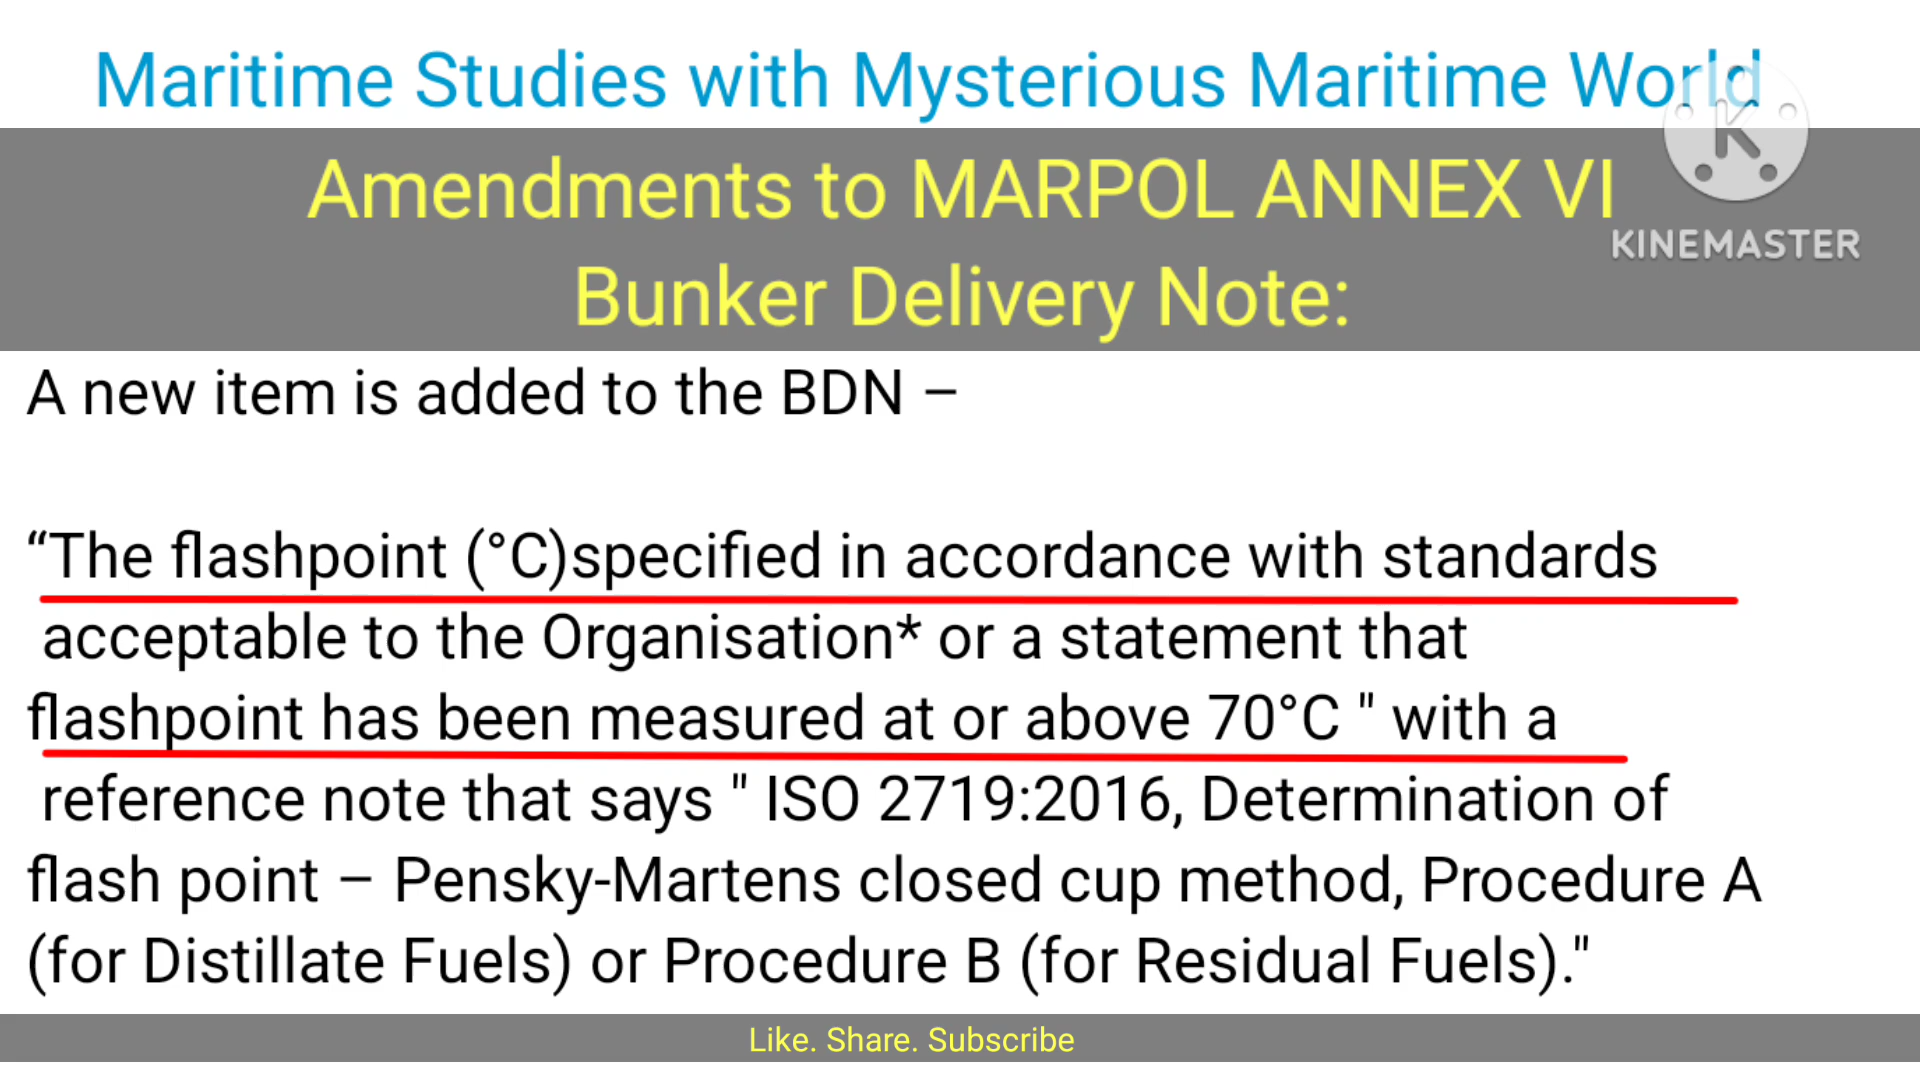 Maritime Studies with Mysterious Maritime World
Amendments to MARPOL ANNEX VI
K
KINEMASTER
Bunker Delivery Note:
A new item is added to the BDN –
“The flashpoint (°C)specified in accordance with standards
acceptable to the Organisation* or a statement that
flashpoint has been measured at or above 70°C " with a
reference note that says " ISO 2719:2016, Determination of
flash point – Pensky-Martens closed cup method, Procedure A
(for Distillate Fuels) or Procedure B (for Residual Fuels)."
Like. Share. Subscribe